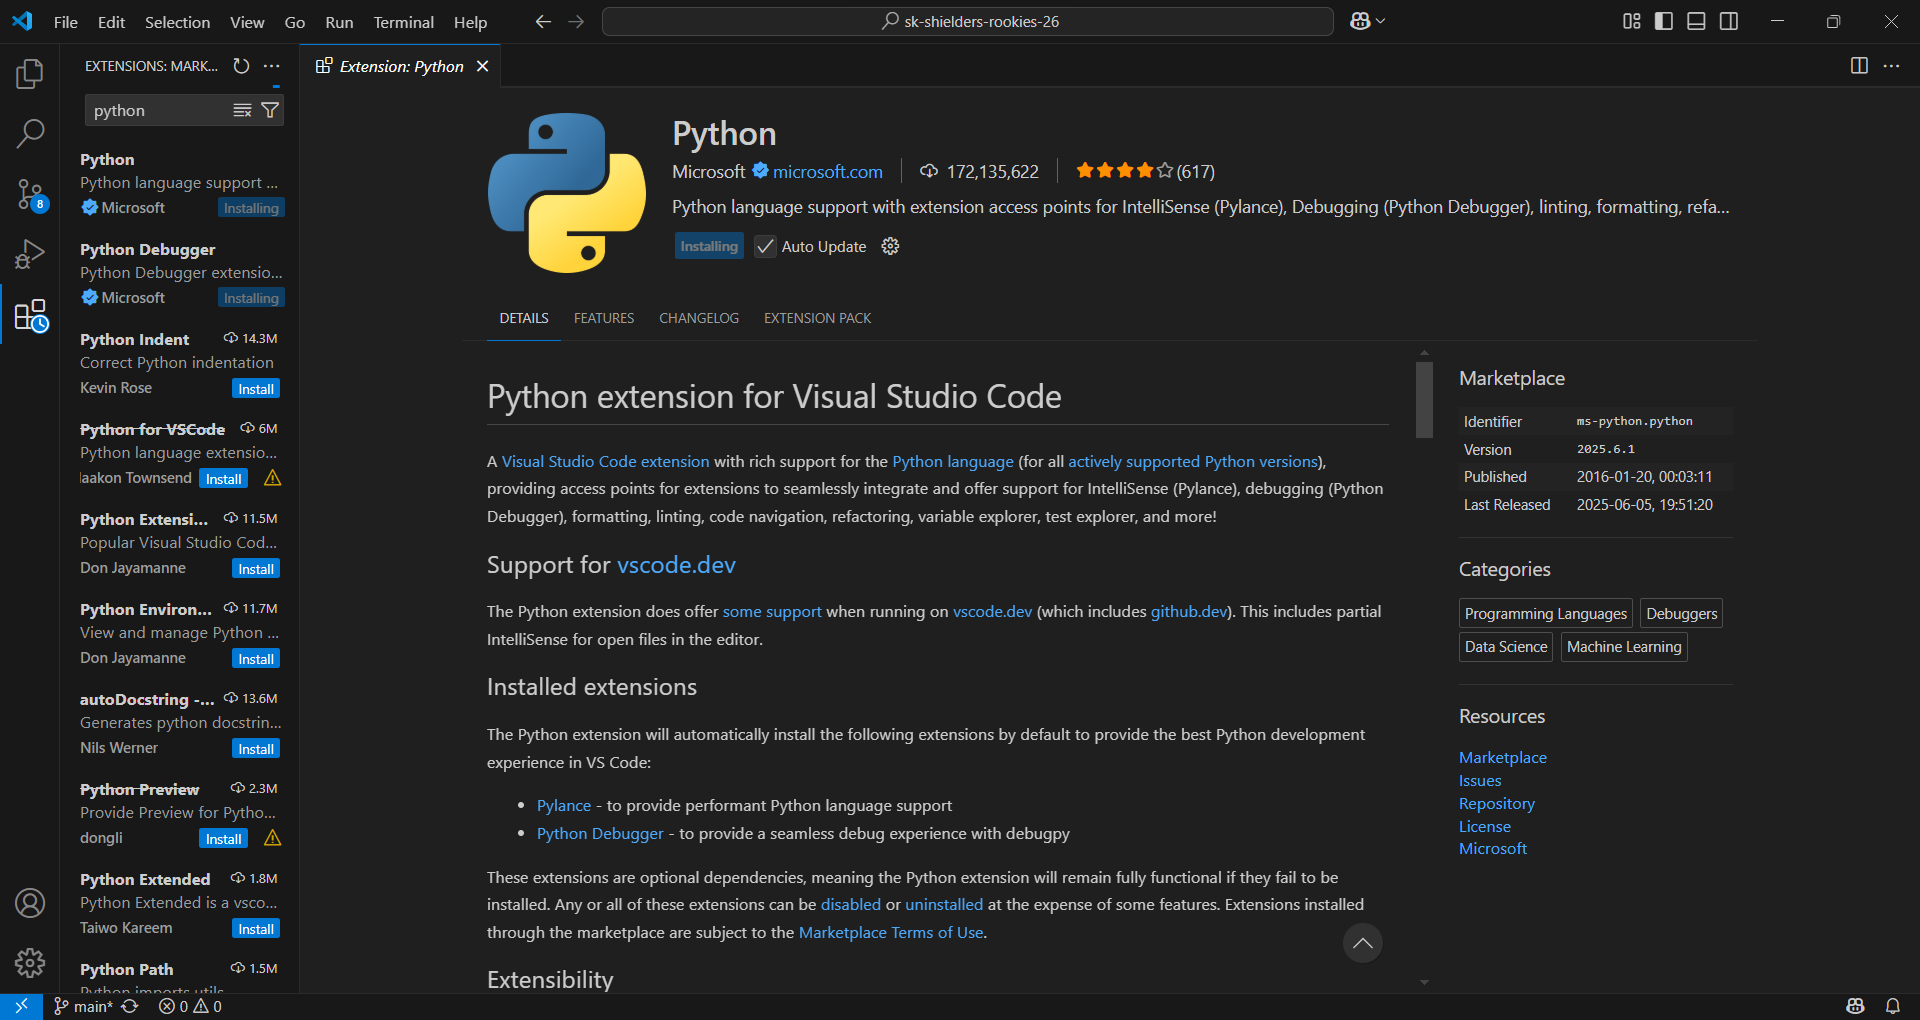 File Edit Selection View Go Run Terminal Help
sk-shielders-rookies-26
EXTENSIONS: MARK...
python
Python
Python language support ...
Microsoft Installing
Python Debugger
Python Debugger extensio...
Microsoft Installing
Python Indent 14.3M
Correct Python indentation
Kevin Rose Install
Python for VSCode 6M
Python language extensio...
laakon Townsend Install
Python Extensi... 11.5M
Popular Visual Studio Cod...
Don Jayamanne Install
Python Environ... 11.7M
View and manage Python ...
Don Jayamanne Install
autoDocstring -... 13.6M
Generates python docstrin...
Nils Werner Install
Python Preview 2.3M
Provide Preview for Pytho...
dongli Install
Python Extended 1.8M
Python Extended is a vsco...
Taiwo Kareem Install
Python Path 1.5M
Python imports utils
8
Extension: Python
Python
Microsoft microsoft.com 172,135,622 (617)
Python language support with extension access points for IntelliSense (Pylance), Debugging (Python Debugger), linting, formatting, refa...
Installing Auto Update
DETAILS FEATURES CHANGELOG EXTENSION PACK
Python extension for Visual Studio Code
A Visual Studio Code extension with rich support for the Python language (for all actively supported Python versions),
providing access points for extensions to seamlessly integrate and offer support for IntelliSense (Pylance), debugging (Python
Debugger), formatting, linting, code navigation, refactoring, variable explorer, test explorer, and more!
Support for vscode.dev
The Python extension does offer some support when running on vscode.dev (which includes github.dev). This includes partial
IntelliSense for open files in the editor.
Installed extensions
The Python extension will automatically install the following extensions by default to provide the best Python development
experience in VS Code:
• Pylance - to provide performant Python language support
• Python Debugger - to provide a seamless debug experience with debugpy
These extensions are optional dependencies, meaning the Python extension will remain fully functional if they fail to be
installed. Any or all of these extensions can be disabled or uninstalled at the expense of some features. Extensions installed
through the marketplace are subject to the Marketplace Terms of Use.
Extensibility
Marketplace
Identifier ms-python.python
Version 2025.6.1
Published 2016-01-20, 00:03:11
Last Released 2025-06-05, 19:51:20
Categories
Programming Languages Debuggers
Data Science Machine Learning
Resources
Marketplace
Issues
Repository
License
Microsoft
main* 0 0